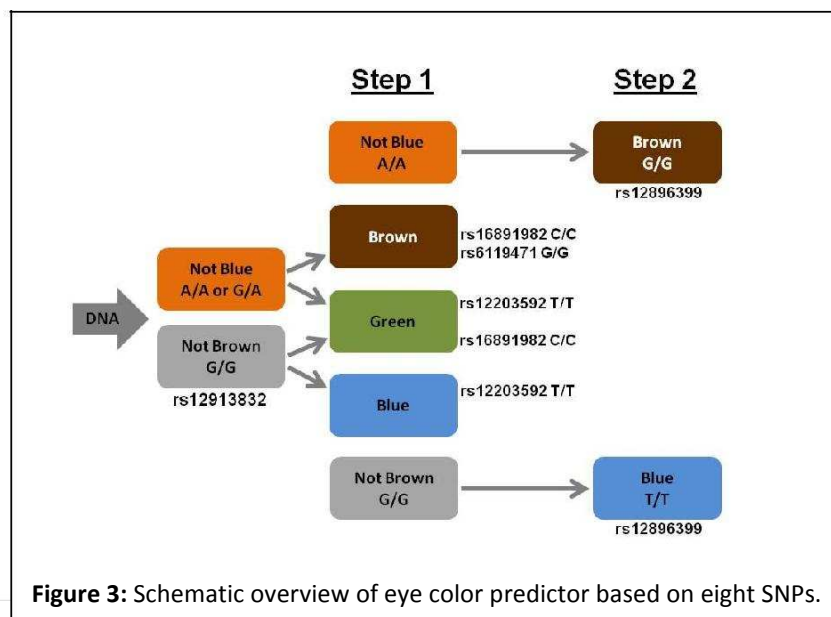 Step 1
Step 2
Not Blue
A/A
Brown
G/G
rs12896399
Brown
rs16891982 C/C
rs6119471 G/G
Not Blue
A/A or G/A
DNA
Green
rs12203592 T/T
rs16891982 C/C
Not Brown
G/G
rs12913832
Blue
rs12203592 T/T
Not Brown
G/G
Blue
T/T
rs12896399
Figure 3: Schematic overview of eye color predictor based on eight SNPs.